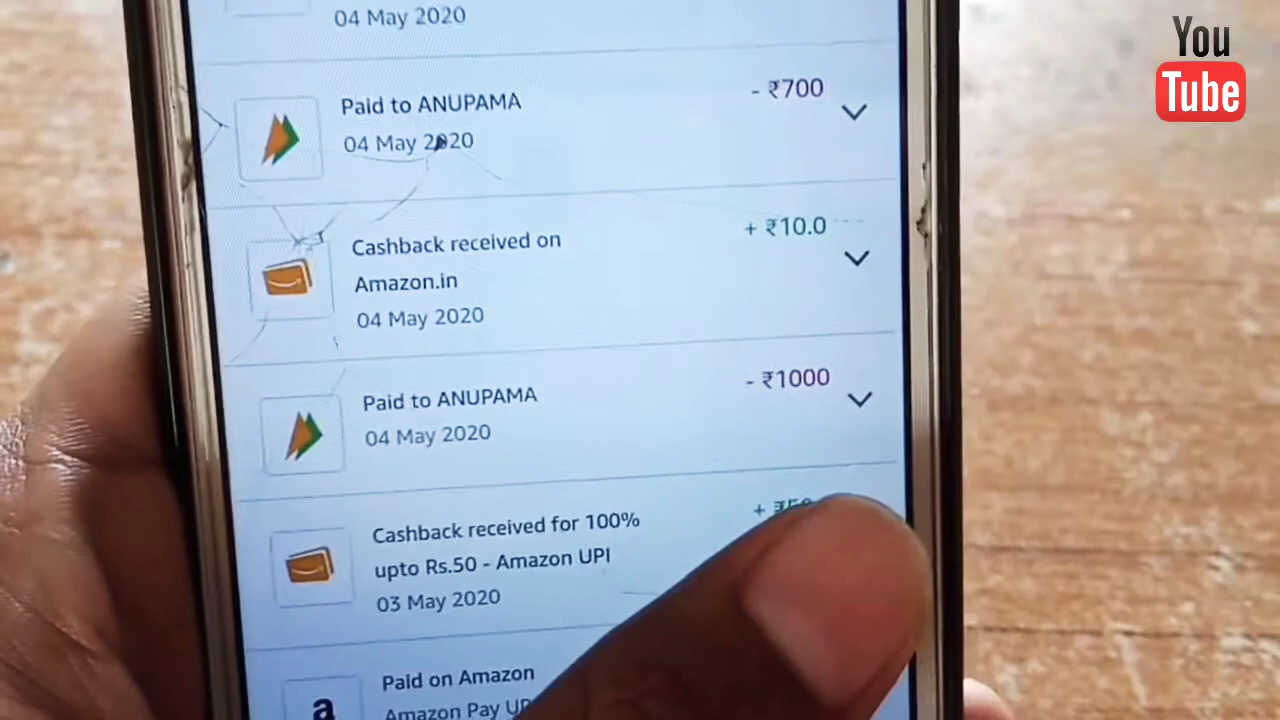 04 May 2020
Paid to ANUPAMA
- ₹700
04 May 2020
Cashback received on
+ ₹10.0
Amazon.in
04 May 2020
Paid to ANUPAMA
- ₹1000
04 May 2020
Cashback received for 100%
upto Rs.50 - Amazon UPI
03 May 2020
Paid on Amazon
Amazon Pay
a
You
Tube